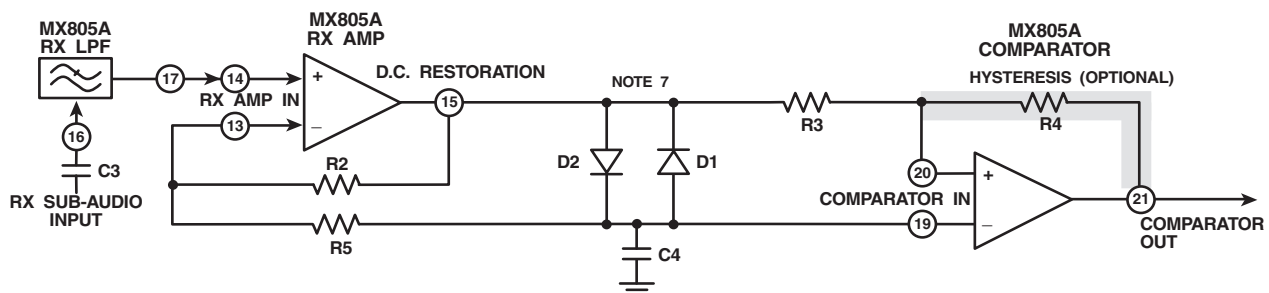 MX805A
RX LPF
MX805A
RX AMP
MX805A
COMPARATOR
D.C. RESTORATION
NOTE 7
HYSTERESIS (OPTIONAL)
17
14
+
15
RX AMP IN
R3
R4
13
–
16
D2
D1
C3
R2
20
+
COMPARATOR IN
RX SUB-AUDIO
INPUT
21
19
–
COMPARATOR
OUT
R5
C4